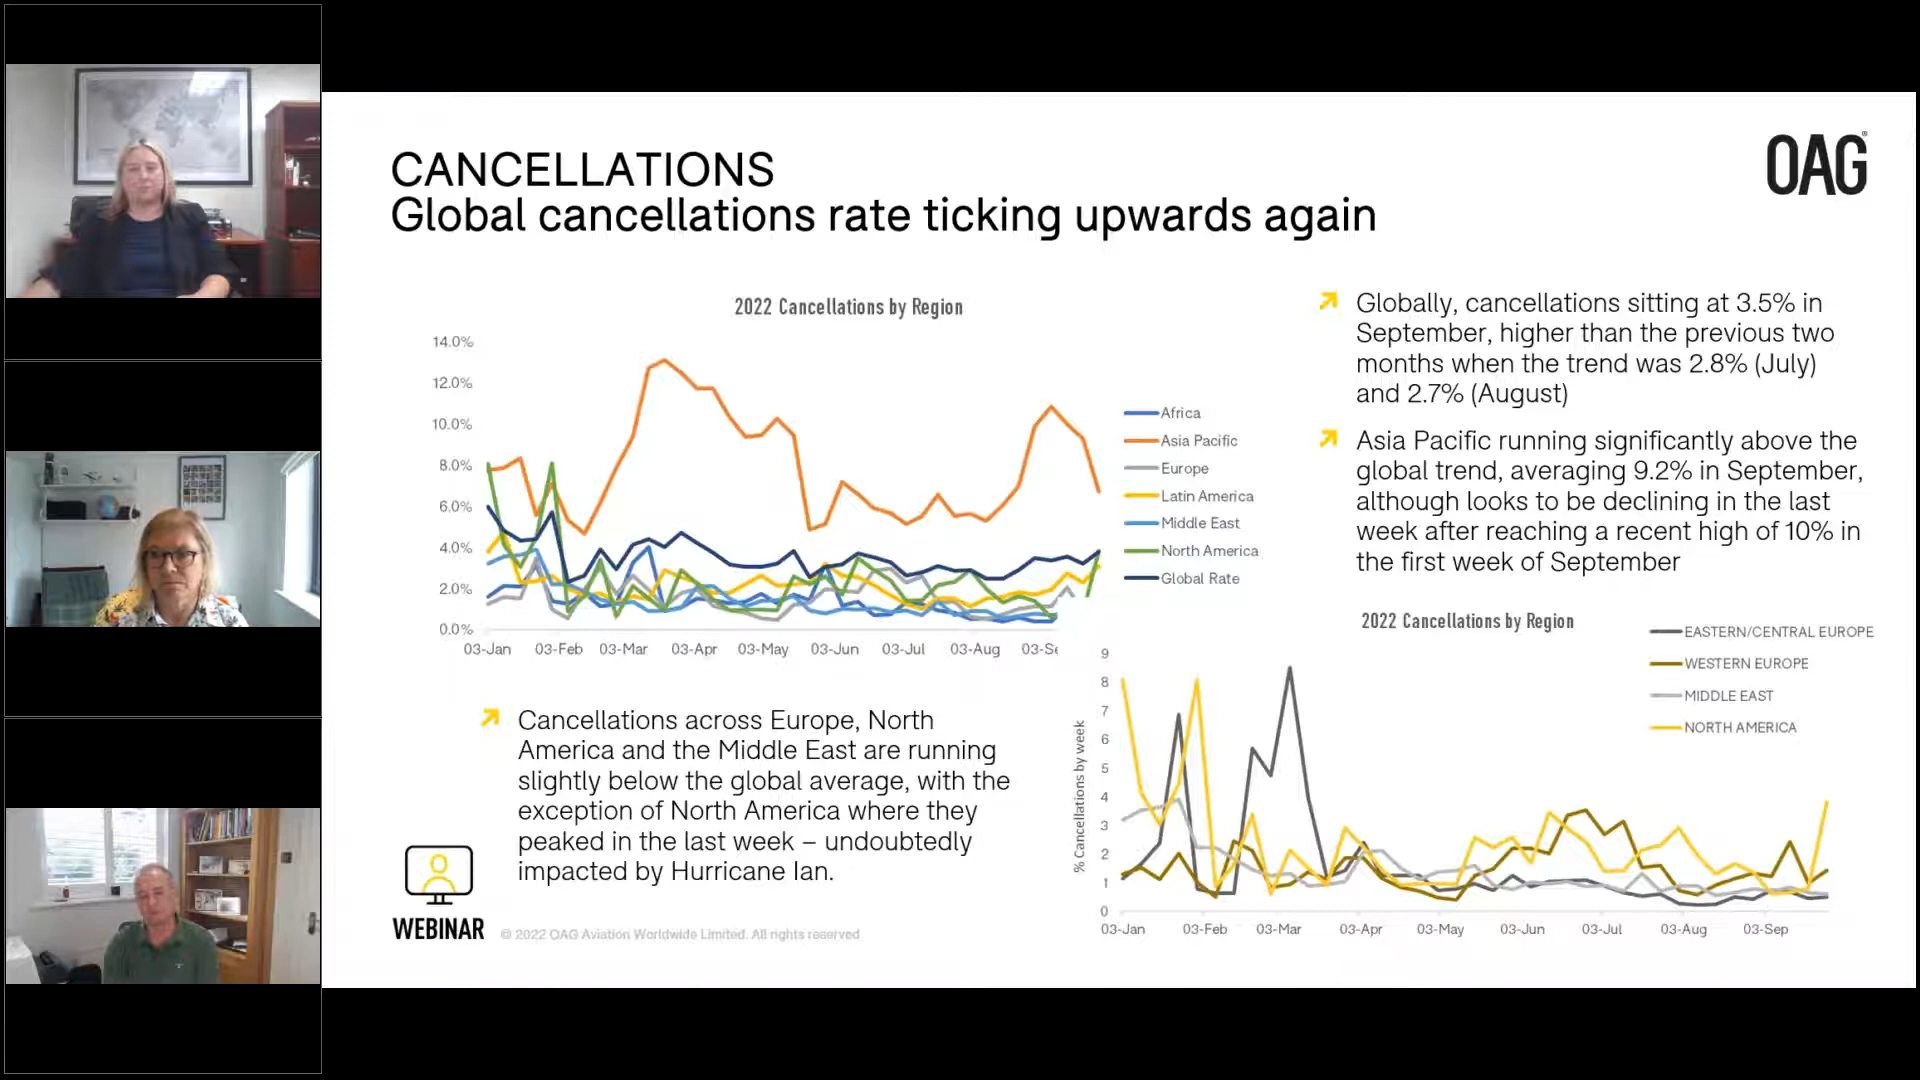 CANCELLATIONS
Global cancellations rate ticking upwards again
OAG®
2022 Cancellations by Region
14.0%
12.0%
10.0%
8.0%
6.0%
4.0%
2.0%
0.0%
03-Jan 03-Feb 03-Mar 03-Apr 03-May 03-Jun 03-Jul 03-Aug 03-Se
Africa
Asia Pacific
Europe
Latin America
Middle East
North America
Global Rate
Globally, cancellations sitting at 3.5% in
September, higher than the previous two
months when the trend was 2.8% (July)
and 2.7% (August)
Asia Pacific running significantly above the
global trend, averaging 9.2% in September,
although looks to be declining in the last
week after reaching a recent high of 10% in
the first week of September
Cancellations across Europe, North
America and the Middle East are running
slightly below the global average, with the
exception of North America where they
peaked in the last week – undoubtedly
impacted by Hurricane Ian.
2022 Cancellations by Region
EASTERN/CENTRAL EUROPE
WESTERN EUROPE
MIDDLE EAST
NORTH AMERICA
% Cancellations by week
9
8
7
6
5
4
3
2
1
0
03-Jan 03-Feb 03-Mar 03-Apr 03-May 03-Jun 03-Jul 03-Aug 03-Sep
WEBINAR
© 2022 OAG Aviation Worldwide Limited. All rights reserved